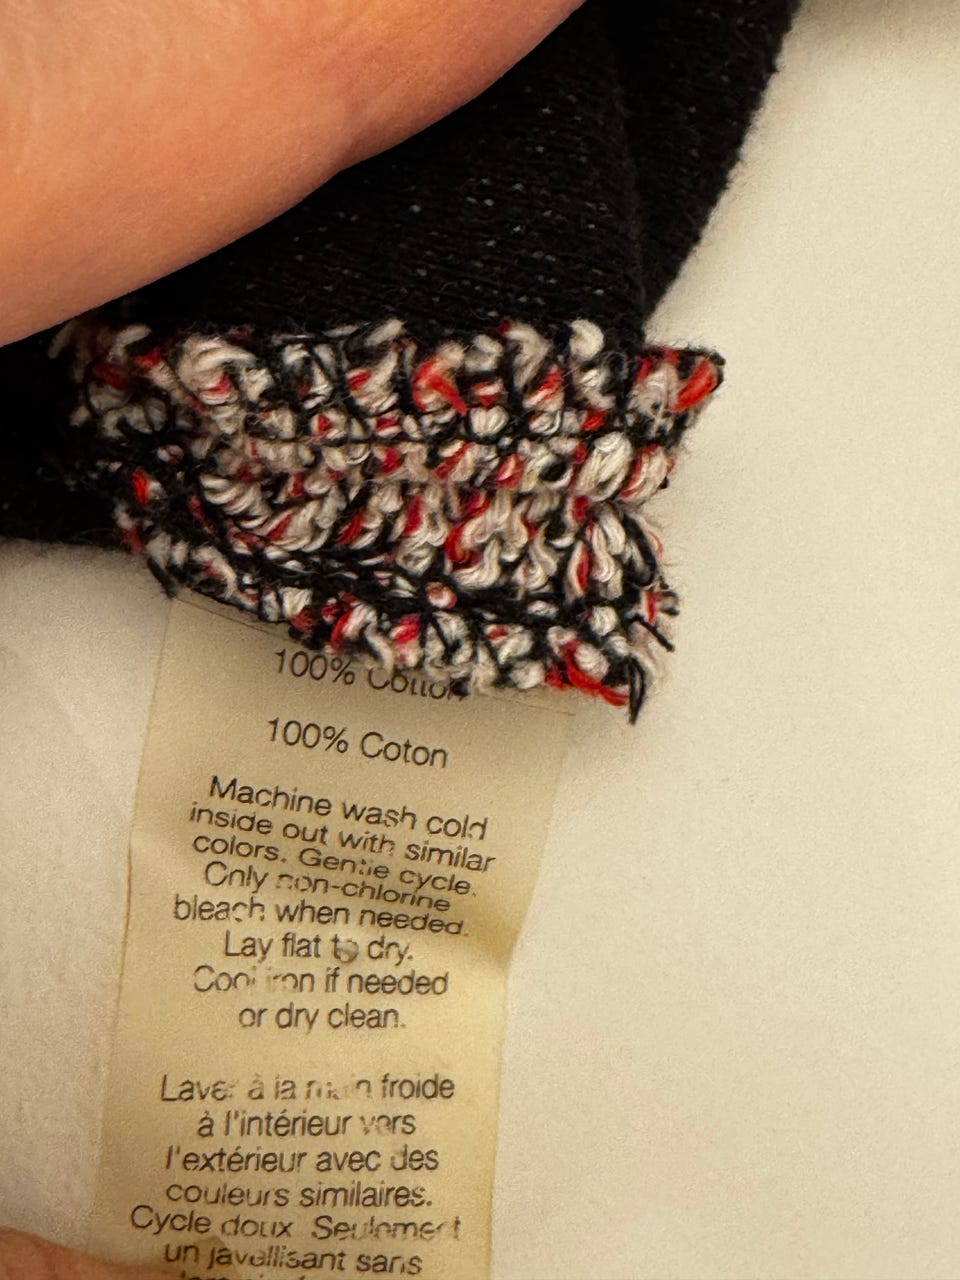 100% Cotton
100% Coton
Machine wash cold
inside out with similar
colors. Gentle cycle.
Only non-chlorine
bleach when needed.
Lay flat to dry.
Cool iron if needed
or dry clean.
Laver à la main froide
à l'intérieur vers
l'extérieur avec des
couleurs similaires.
Cycle doux Seulement
un javellisant sans